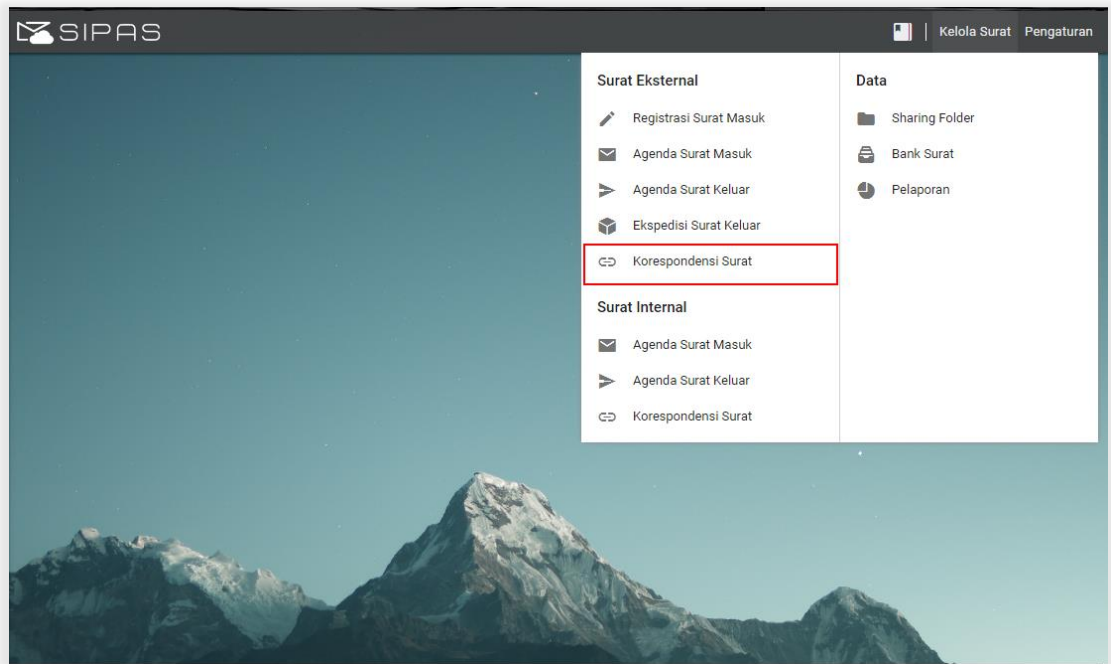 SIPAS
Kelola Surat
Pengaturan
Surat Eksternal
Registrasi Surat Masuk
Agenda Surat Masuk
Agenda Surat Keluar
Ekspedisi Surat Keluar
Korespondensi Surat
Surat Internal
Agenda Surat Masuk
Agenda Surat Keluar
Korespondensi Surat
Data
Sharing Folder
Bank Surat
Pelaporan